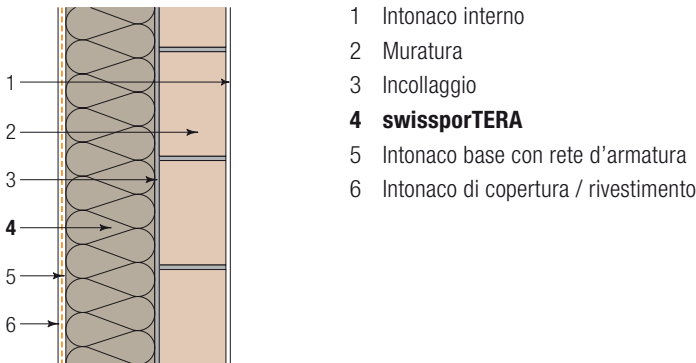 1 Intonaco interno
2 Muratura
3 Incollaggio
4 swissporTERA
5 Intonaco base con rete d'armatura
6 Intonaco di copertura / rivestimento
1
2
3
4
5
6